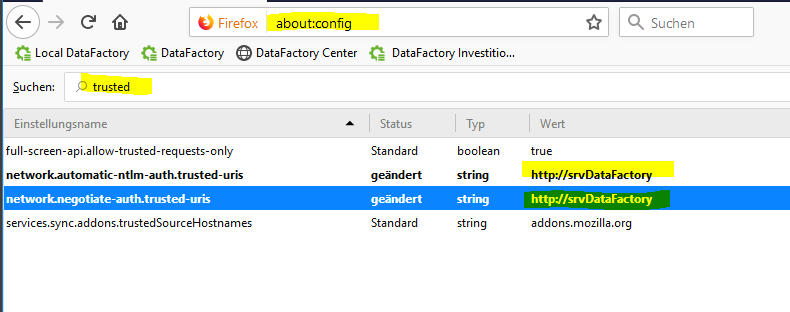 Firefox about:config Suchen
Local DataFactory DataFactory DataFactory Center DataFactory Investitio...
Suchen: trusted
Einstellungsname Status Typ Wert
full-screen-api.allow-trusted-requests-only Standard boolean true
network.automatic-ntlm-auth.trusted-uris geändert string http://srvDataFactory
network.negotiate-auth.trusted-uris geändert string http://srvDataFactory
services.sync.addons.trustedSourceHostnames Standard string addons.mozilla.org